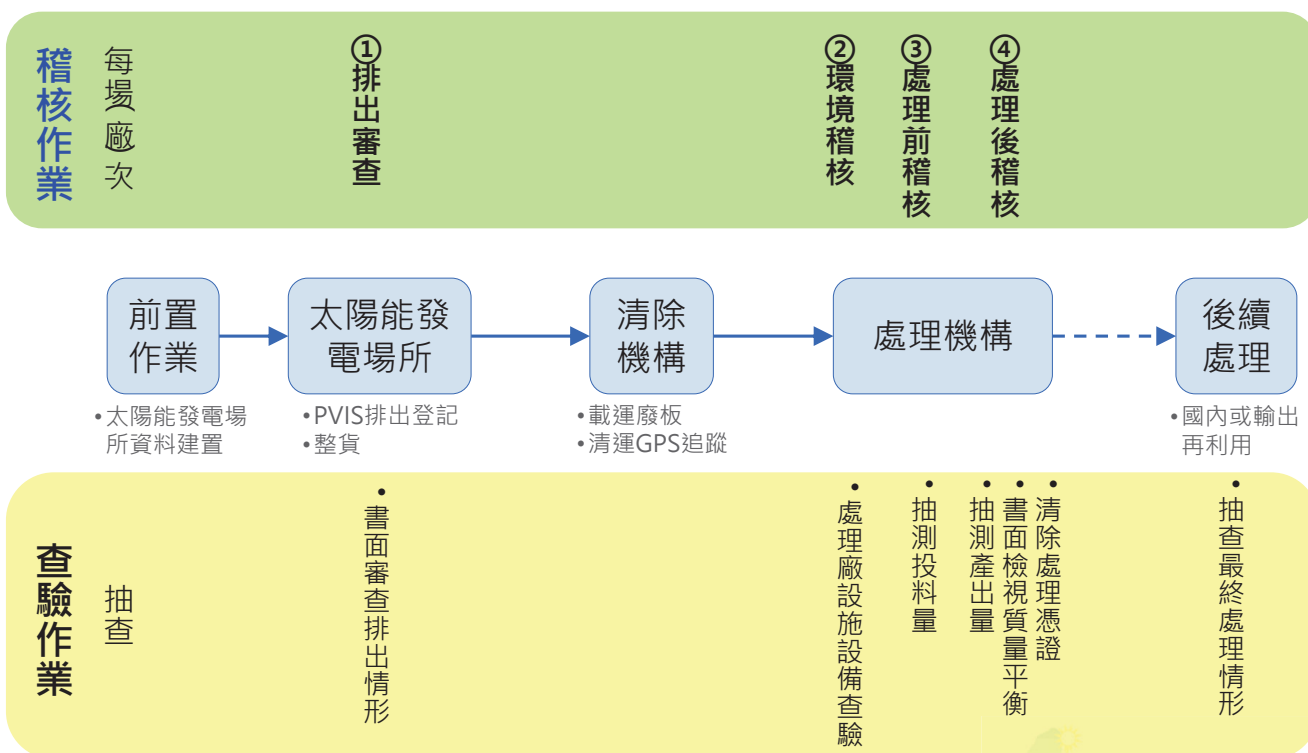 稽核作業
每場(廠)次
①排出審查
②環境稽核
③處理前稽核
④處理後稽核
前置
作業
太陽能發
電場所
清除
機構
處理機構
後續
處理
•太陽能發電場
所資料建置
•PVIS排出登記
•整貨
•載運廢板
•清運GPS追蹤
•國內或輸出
再利用
查驗作業
抽查
•書面審查排出情形
•處理廠設施設備查驗
•抽測投料量
•抽測產出量
•書面檢視質量平衡
•清除處理憑證
•抽查最終處理情形